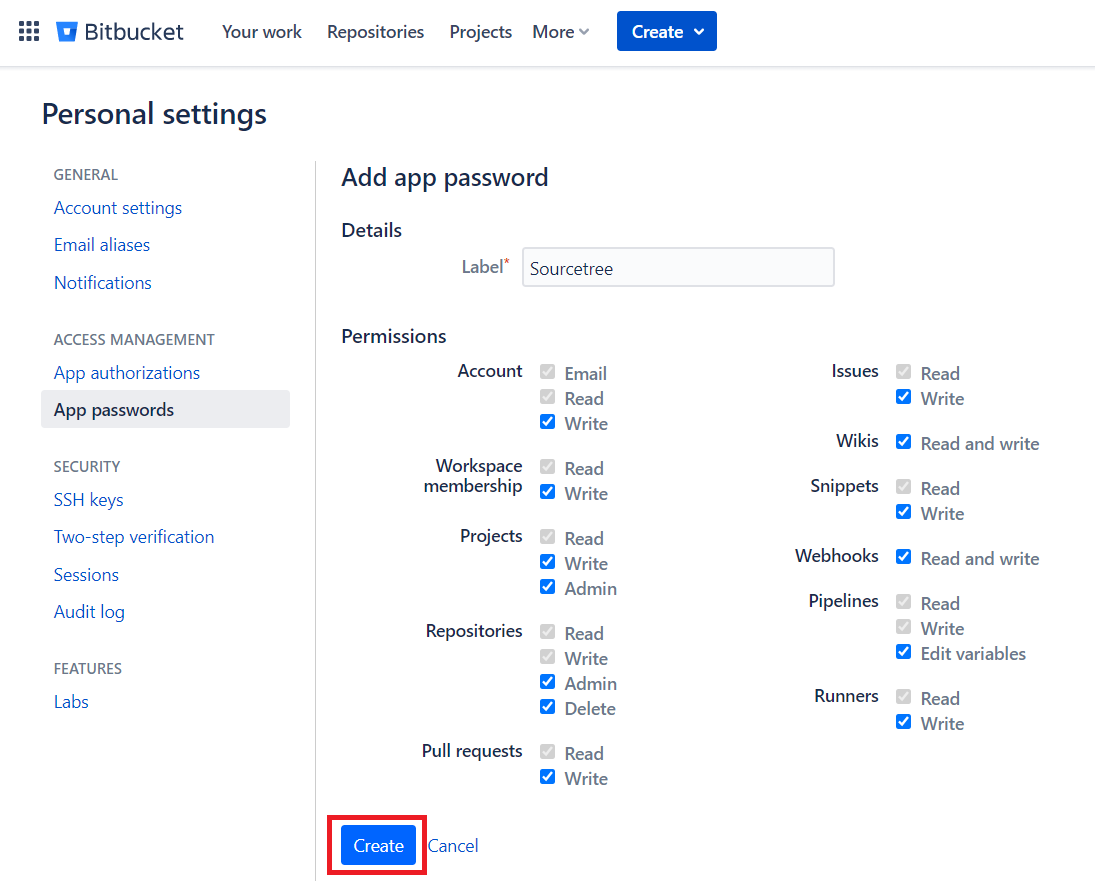 Bitbucket Your work Repositories Projects More Create
Personal settings
GENERAL
Account settings
Email aliases
Notifications
ACCESS MANAGEMENT
App authorizations
App passwords
SECURITY
SSH keys
Two-step verification
Sessions
Audit log
FEATURES
Labs
Add app password
Details
Label* Sourcetree
Permissions
Account Email
Read
Write
Workspace membership Read
Write
Projects Read
Write
Admin
Repositories Read
Write
Admin
Delete
Pull requests Read
Write
Issues Read
Write
Wikis Read and write
Snippets Read
Write
Webhooks Read and write
Pipelines Read
Write
Edit variables
Runners Read
Write
Create Cancel